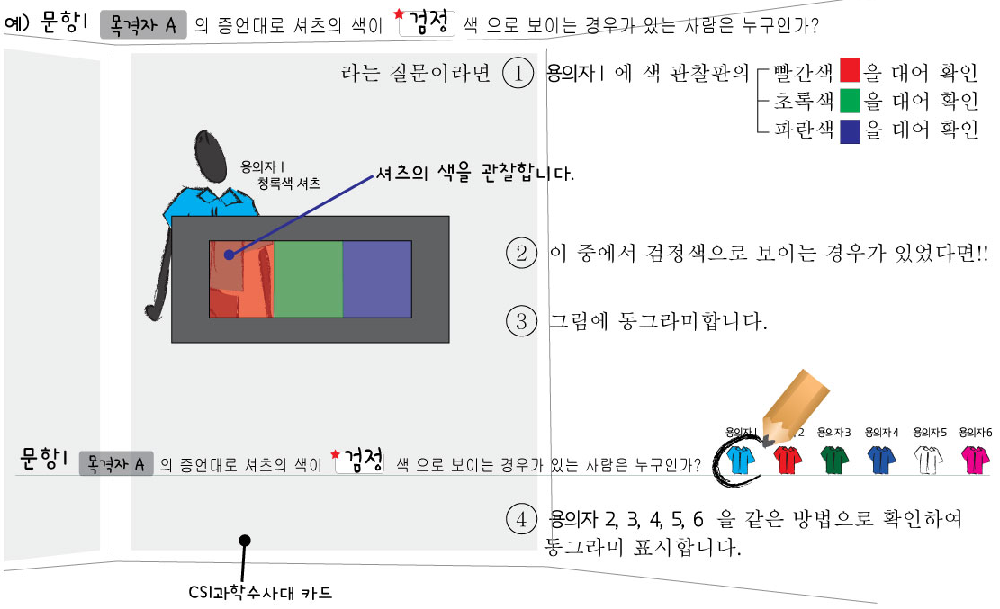 예) 문항1 목격자 A 의 증언대로 셔츠의 색이 검정 색 으로 보이는 경우가 있는 사람은 누구인가?
라는 질문이라면 ① 용의자1 에 색 관찰판의 빨간색 을 대어 확인
초록색 을 대어 확인
파란색 을 대어 확인
용의자1
청록색 셔츠
셔츠의 색을 관찰합니다.
② 이 중에서 검정색으로 보이는 경우가 있었다면!!
③ 그림에 동그라미합니다.
용의자1 2 용의자3 용의자4 용의자5 용의자6
문항1 목격자 A 의 증언대로 셔츠의 색이 검정 색 으로 보이는 경우가 있는 사람은 누구인가?
④ 용의자 2, 3, 4, 5, 6 을 같은 방법으로 확인하여
동그라미 표시합니다.
CSI과학수사대 카드